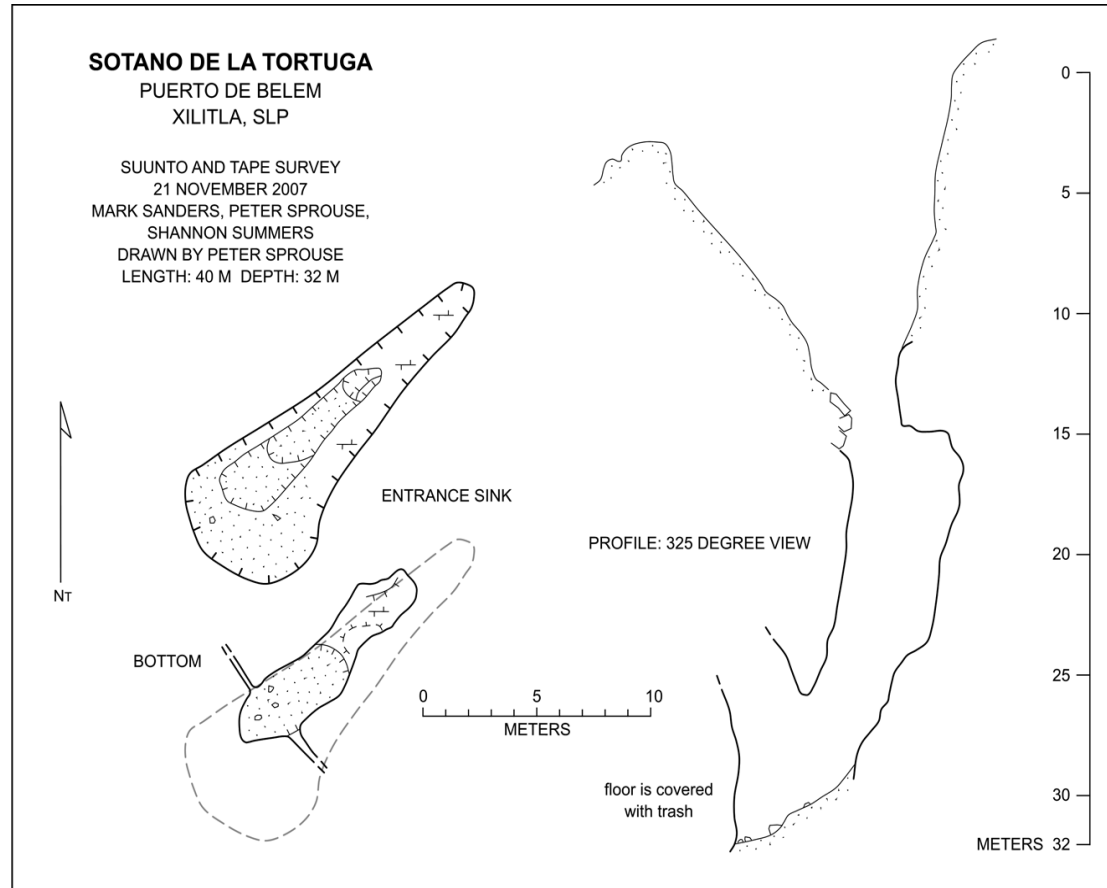 SOTANO DE LA TORTUGA
PUERTO DE BELEM
XILITLA, SLP
SUUNTO AND TAPE SURVEY
21 NOVEMBER 2007
MARK SANDERS, PETER SPROUSE,
SHANNON SUMMERS
DRAWN BY PETER SPROUSE
LENGTH: 40 M DEPTH: 32 M
ENTRANCE SINK
NT
BOTTOM
0 5 10
METERS
PROFILE: 325 DEGREE VIEW
floor is covered
with trash
0
5
10
15
20
25
30
METERS 32